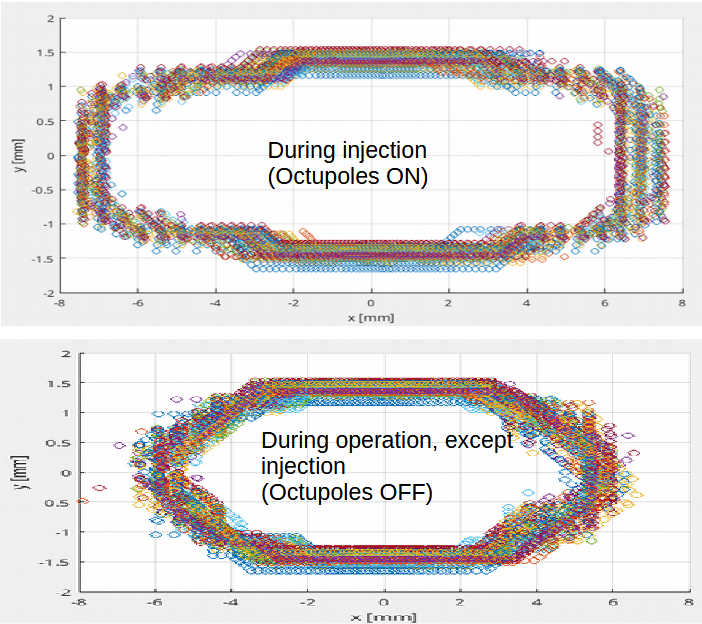 2
1.5
1
0.5
0
-0.5
-1
-1.5
-2
y [mm]
During injection
(Octupoles ON)
-8 -6 -4 -2 0 2 4 6 8
x [mm]
2
1.5
1
0.5
0
0.5
-1
-1.5
2
y [mm]
During operation, except
injection
(Octupoles OFF)
-8 -6 -4 -2 0 2 4 6 8
x [mm]